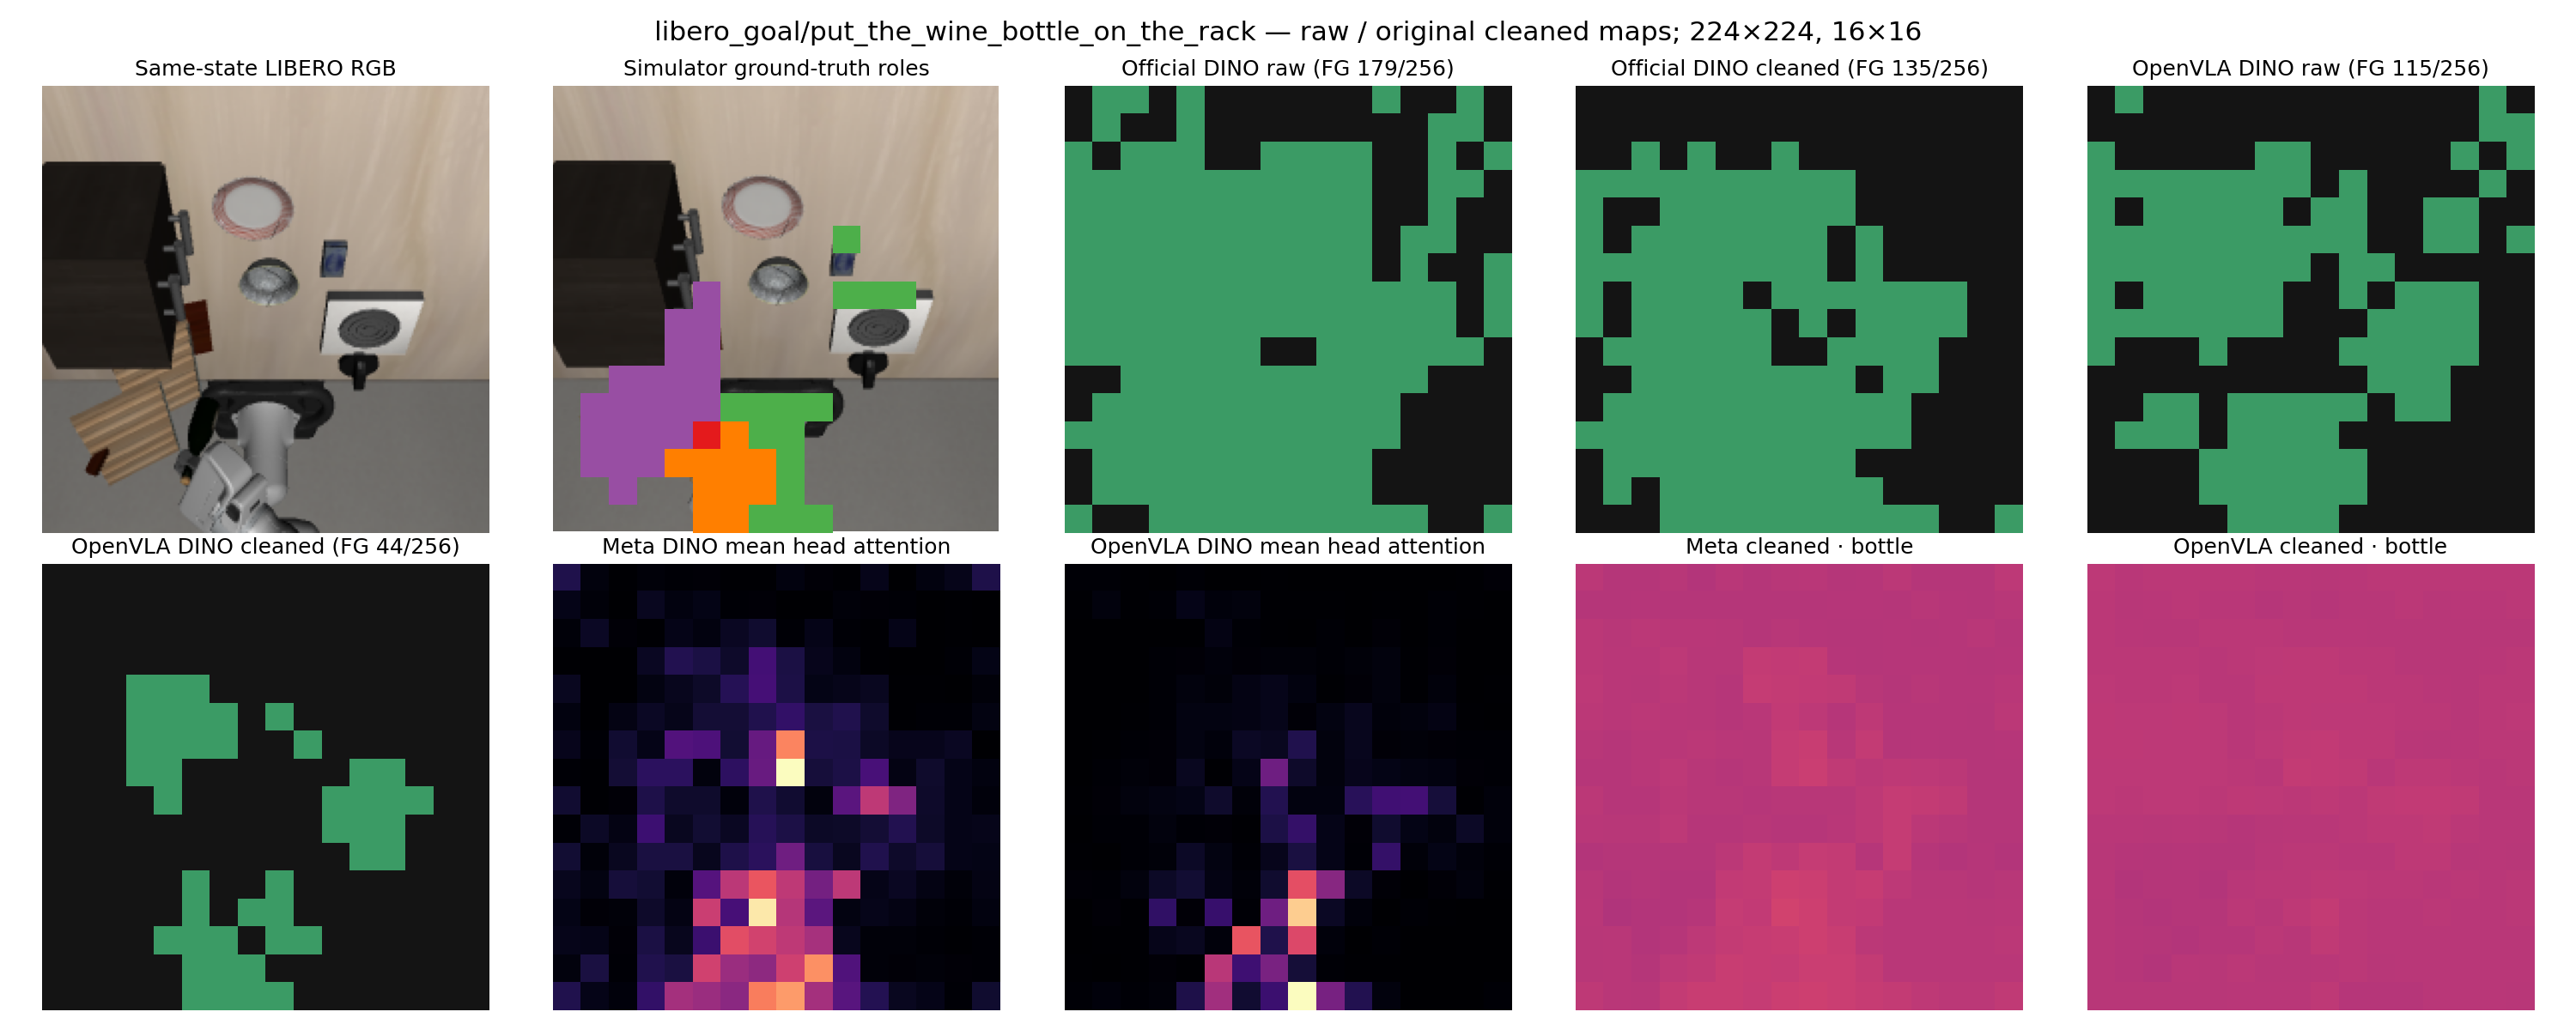 libero_goal/put_the_wine_bottle_on_the_rack — raw / original cleaned maps; 224×224, 16×16
Same-state LIBERO RGB
Simulator ground-truth roles
Official DINO raw (FG 179/256)
Official DINO cleaned (FG 135/256)
OpenVLA DINO raw (FG 115/256)
OpenVLA DINO cleaned (FG 44/256)
Meta DINO mean head attention
OpenVLA DINO mean head attention
Meta cleaned · bottle
OpenVLA cleaned · bottle